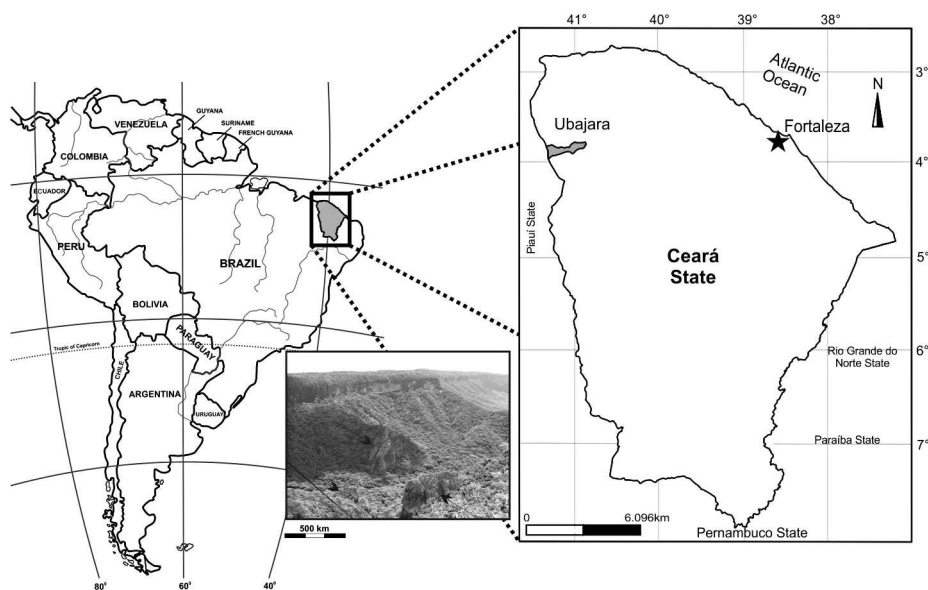 GUYANA
VENEZUELA
SURINAME
FRENCH GUYANA
COLOMBIA
ECUADOR
PERU
BRAZIL
BOLIVIA
PARAGUAY
Tropic of Capricorn
CHILE
ARGENTINA
URUGUAY
500 km
80°
60°
40°
41°
40°
39°
38°
Atlantic
Ocean
3°
N
Ubajara
Fortaleza
4°
Piauí State
Ceará
State
5°
6°
Rio Grande do
Norte State
Paraíba State
7°
0
6.096km
Pernambuco State